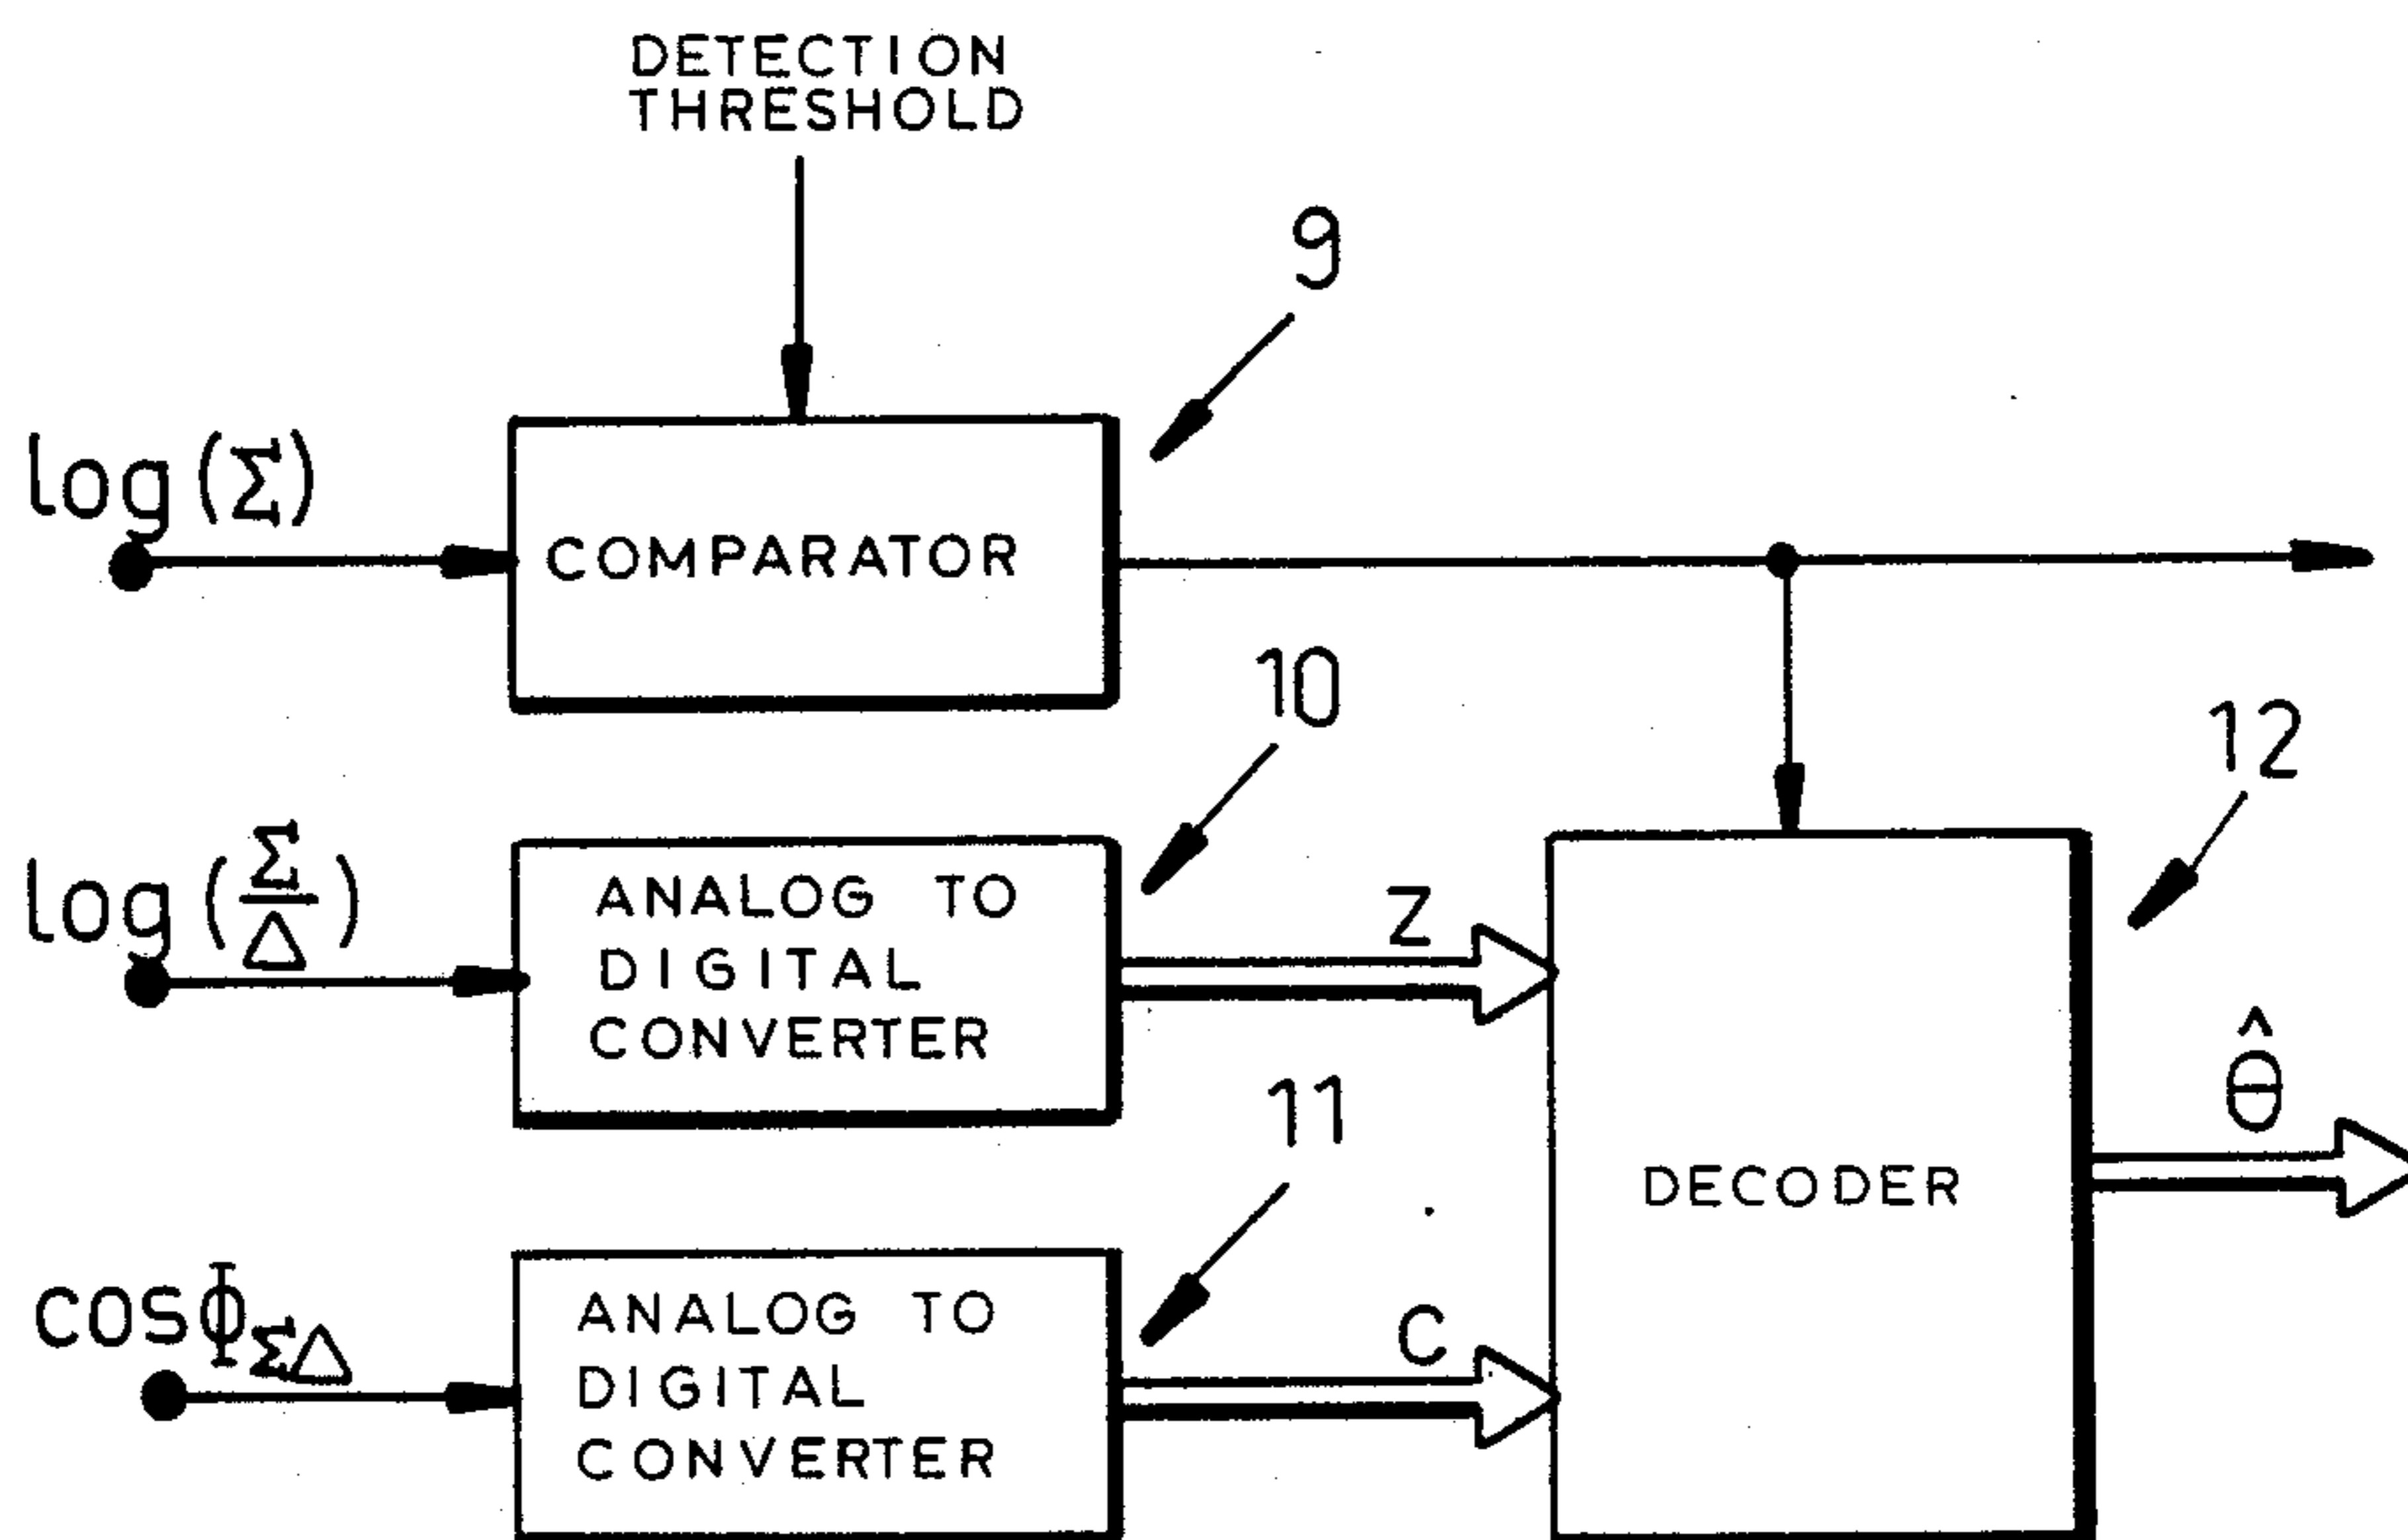 DETECTION
THRESHOLD
9
log(Σ)
COMPARATOR
10
12
log(Σ/Δ)
ANALOG TO
DIGITAL
CONVERTER
Z
11
θ̂
DECODER
cosΦΣΔ
ANALOG TO
DIGITAL
CONVERTER
C